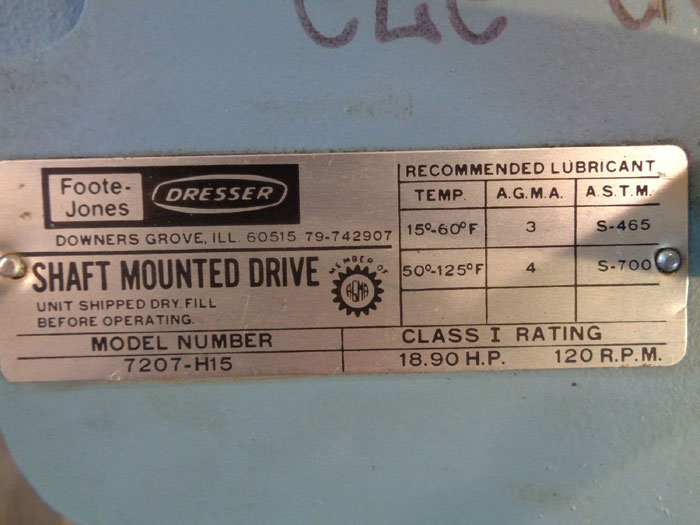 Foote-
Jones
DRESSER
DOWNERS GROVE, ILL. 60515 79-742907
SHAFT MOUNTED DRIVE
MEMBER OF
AGMA
UNIT SHIPPED DRY, FILL
BEFORE OPERATING.
RECOMMENDED LUBRICANT
TEMP. A.G.M.A. A.S.T.M.
15°-60°F 3 S-465
50°-125°F 4 S-700
MODEL NUMBER
7207-H15
CLASS I RATING
18.90 H.P. 120 R.P.M.